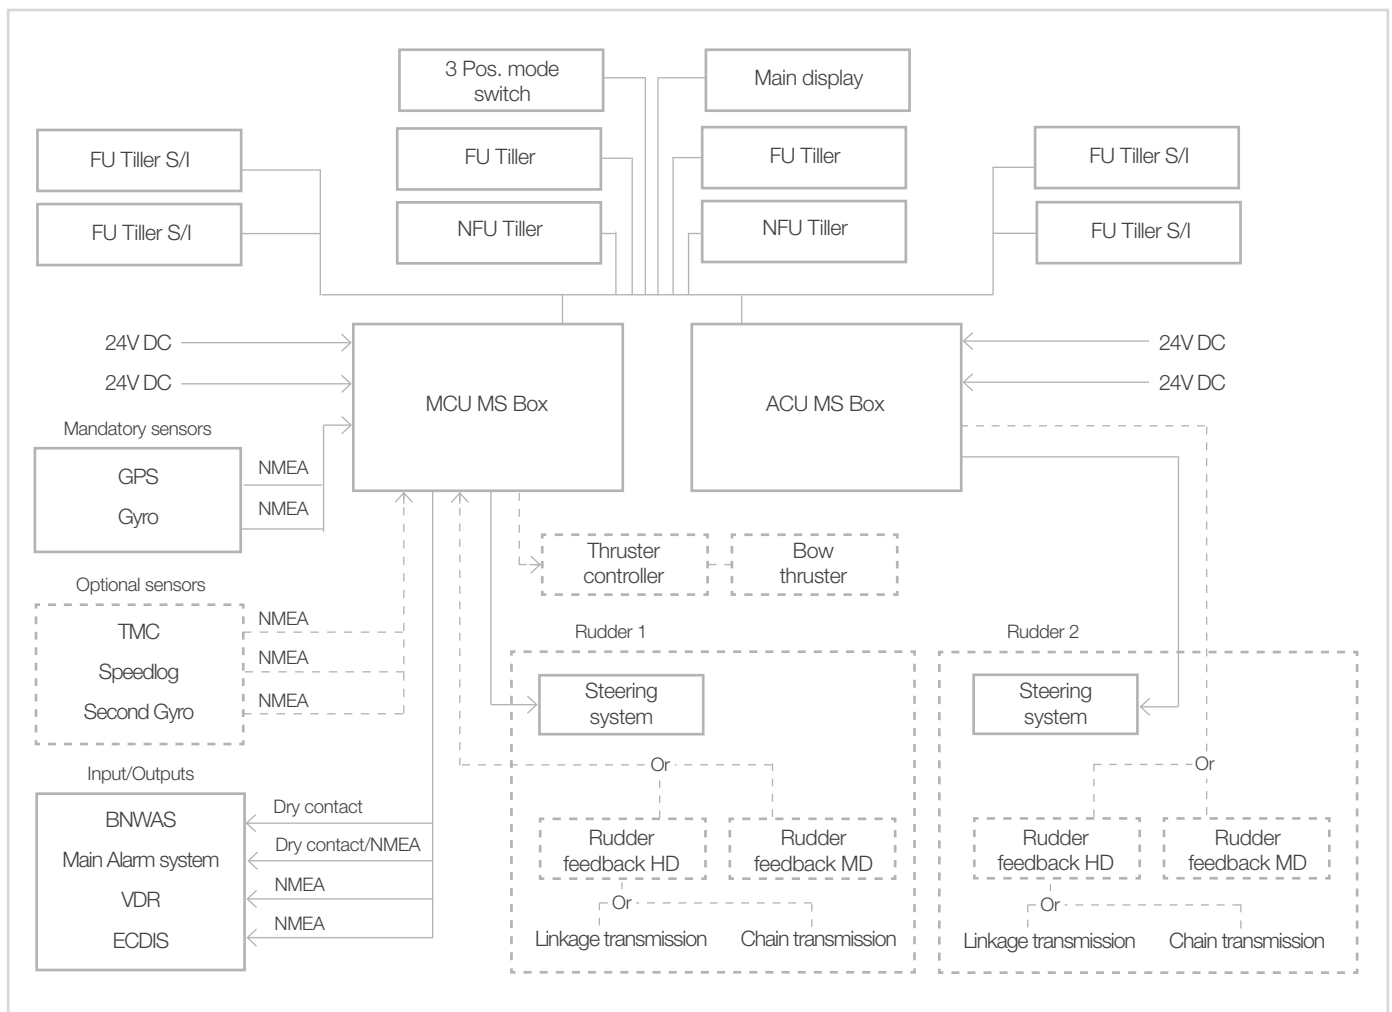 3 Pos. mode
switch
Main display
FU Tiller S/I
FU Tiller
FU Tiller
FU Tiller S/I
FU Tiller S/I
NFU Tiller
NFU Tiller
FU Tiller S/I
24V DC
24V DC
MCU MS Box
ACU MS Box
24V DC
24V DC
Mandatory sensors
GPS
Gyro
NMEA
NMEA
Optional sensors
TMC
Speedlog
Second Gyro
NMEA
NMEA
NMEA
Thruster
controller
Bow
thruster
Input/Outputs
BNWAS
Main Alarm system
VDR
ECDIS
Dry contact
Dry contact/NMEA
NMEA
NMEA
Rudder 1
Steering
system
Or
Rudder
feedback HD
Rudder
feedback MD
Or
Linkage transmission
Chain transmission
Rudder 2
Steering
system
Or
Rudder
feedback HD
Rudder
feedback MD
Or
Linkage transmission
Chain transmission